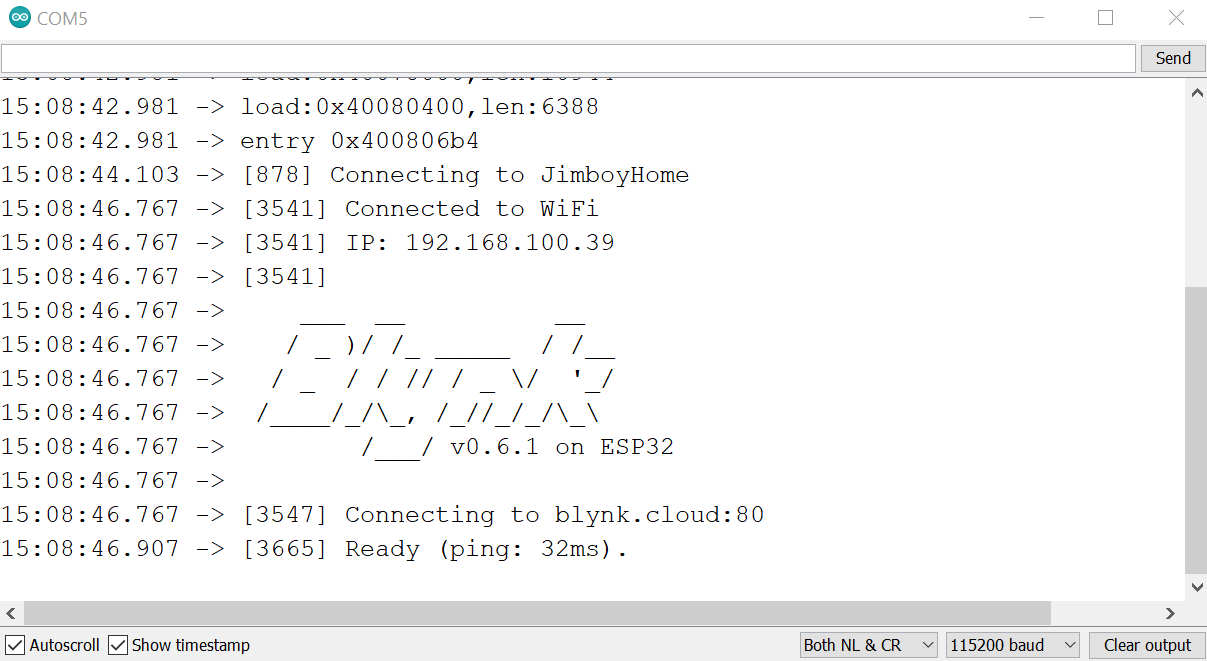 COM5
Send
15:08:42.981 -> load:0x40080400,len:6388
15:08:42.981 -> entry 0x400806b4
15:08:44.103 -> [878] Connecting to JimboyHome
15:08:46.767 -> [3541] Connected to WiFi
15:08:46.767 -> [3541] IP: 192.168.100.39
15:08:46.767 -> [3541]
15:08:46.767 ->     ___  __          __
15:08:46.767 ->    / _ )/ /_ _____  / /__
15:08:46.767 ->   / _  / / // / _ \/  '_/
15:08:46.767 ->  /____/_/\_, /_//_/_/\_\
15:08:46.767 ->         /___/ v0.6.1 on ESP32
15:08:46.767 ->
15:08:46.767 -> [3547] Connecting to blynk.cloud:80
15:08:46.907 -> [3665] Ready (ping: 32ms).
Autoscroll Show timestamp Both NL & CR 115200 baud Clear output